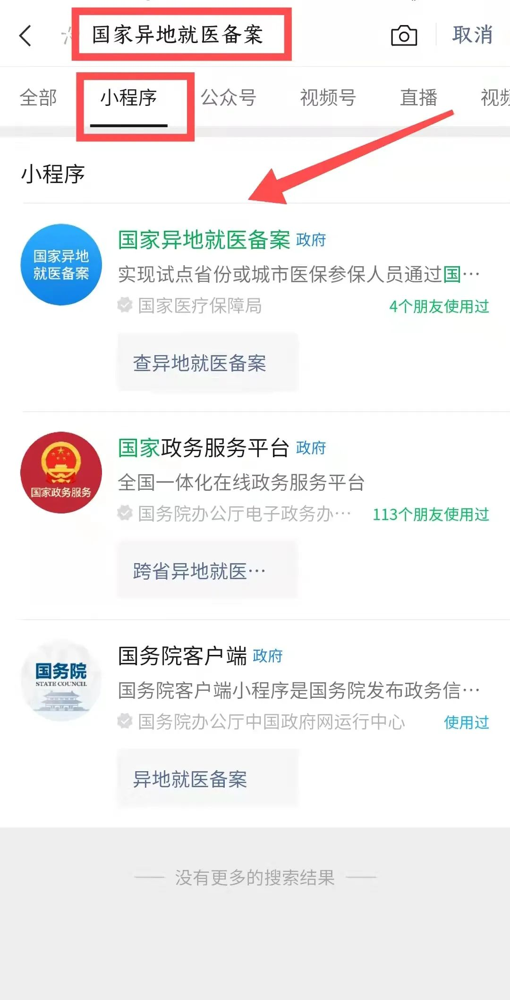 国家异地就医备案
取消
全部
小程序
公众号
视频号
直播
视频
小程序
国家异地
就医备案
国家异地就医备案 政府
实现试点省份或城市医保参保人员通过国…
国家医疗保障局
4个朋友使用过
查异地就医备案
国家政务服务
国家政务服务平台 政府
全国一体化在线政务服务平台
国务院办公厅电子政务办…
113个朋友使用过
跨省异地就医…
国务院
STATE COUNCIL
国务院客户端 政府
国务院客户端小程序是国务院发布政务信…
国务院办公厅中国政府网运行中心
使用过
异地就医备案
没有更多的搜索结果